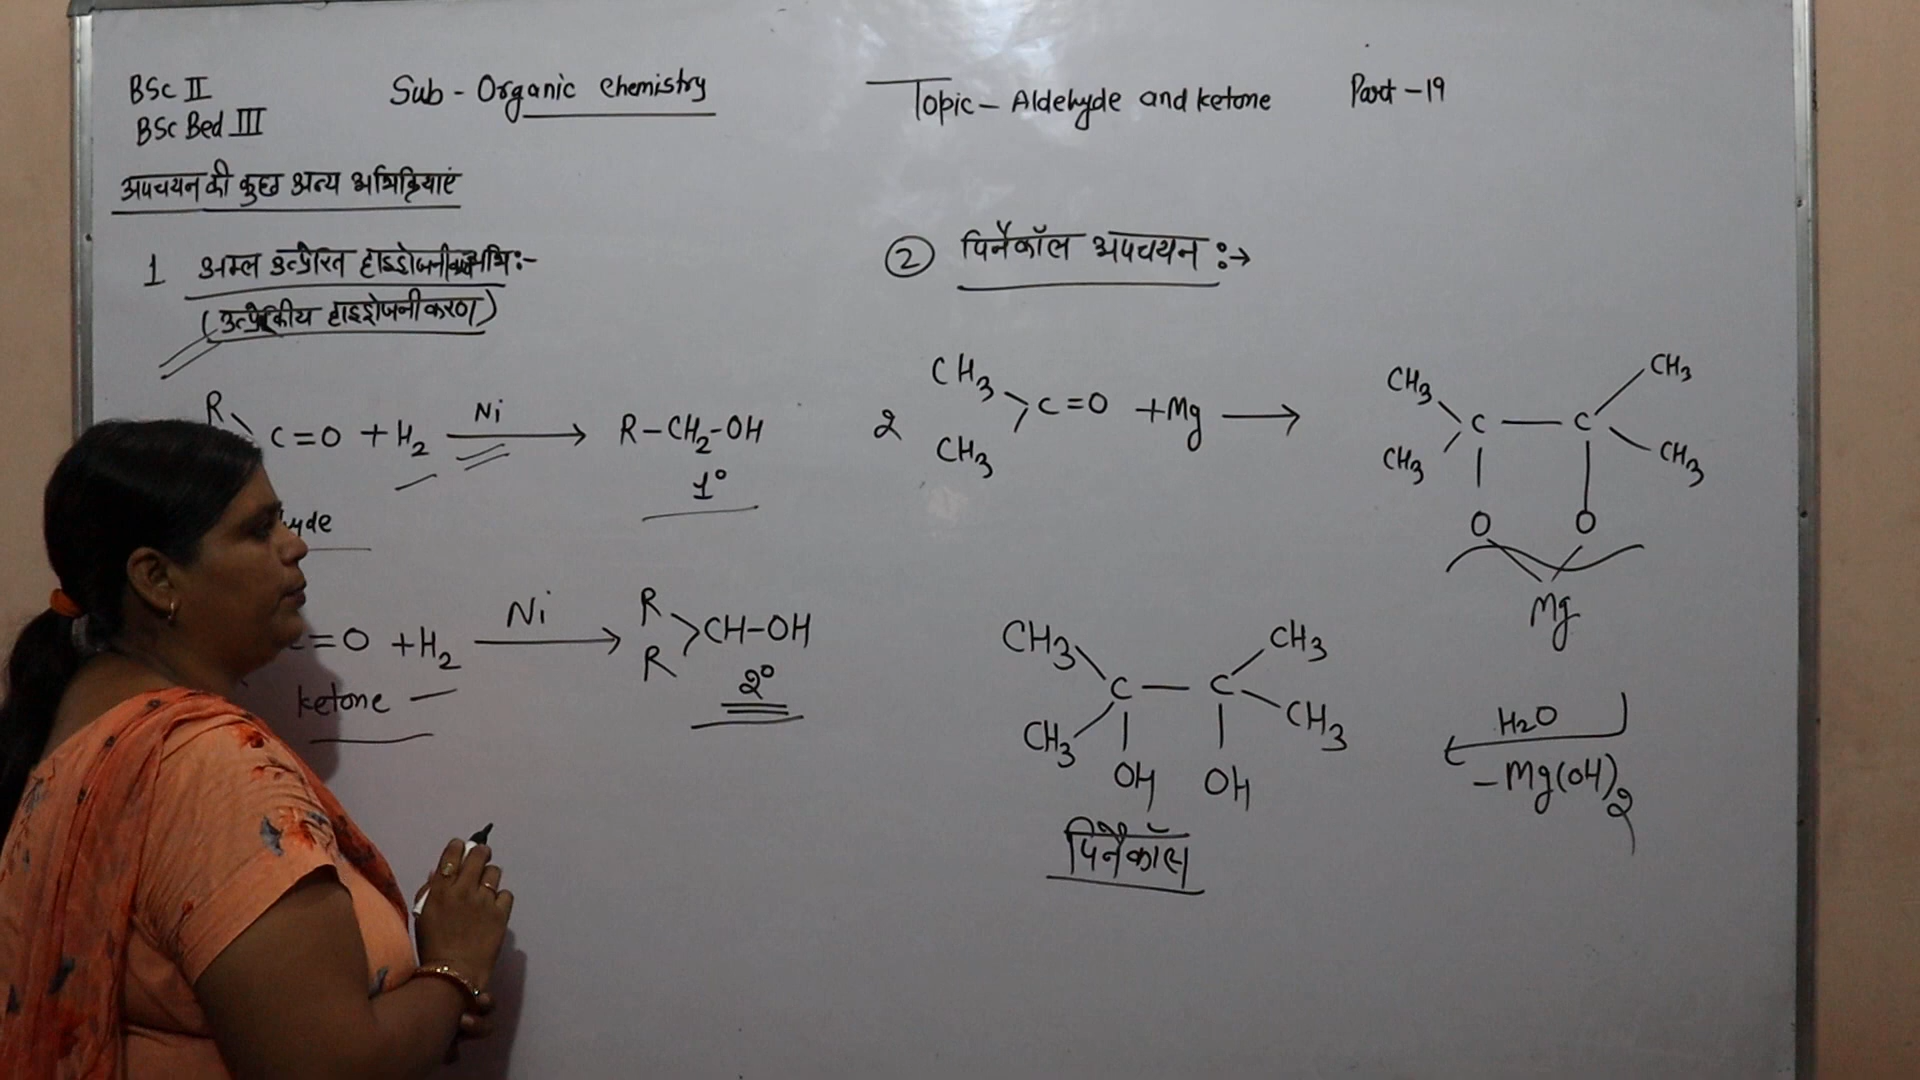 BSc II
BSc Bed III
Sub - Organic chemistry
Topic - Aldehyde and ketone
Part - 19
अपचयन की कुछ अन्य अभिक्रियाएं
1 अम्ल उत्प्रेरित
(उत्प्रेरकीय हाइड्रोजनीकरण)
R
C=O + H2 Ni R-CH2-OH
1°
yde
C=O + H2 Ni R R >CH-OH
ketone 2°
② पिनैकॉल अपचयन :→
2 CH3 CH3 >C=O + Mg →
CH3 CH3
C — C
CH3 CH3
O O
Mg
H2O
- Mg(OH)2
CH3 CH3
C — C
CH3 CH3
OH OH
पिनैकॉल